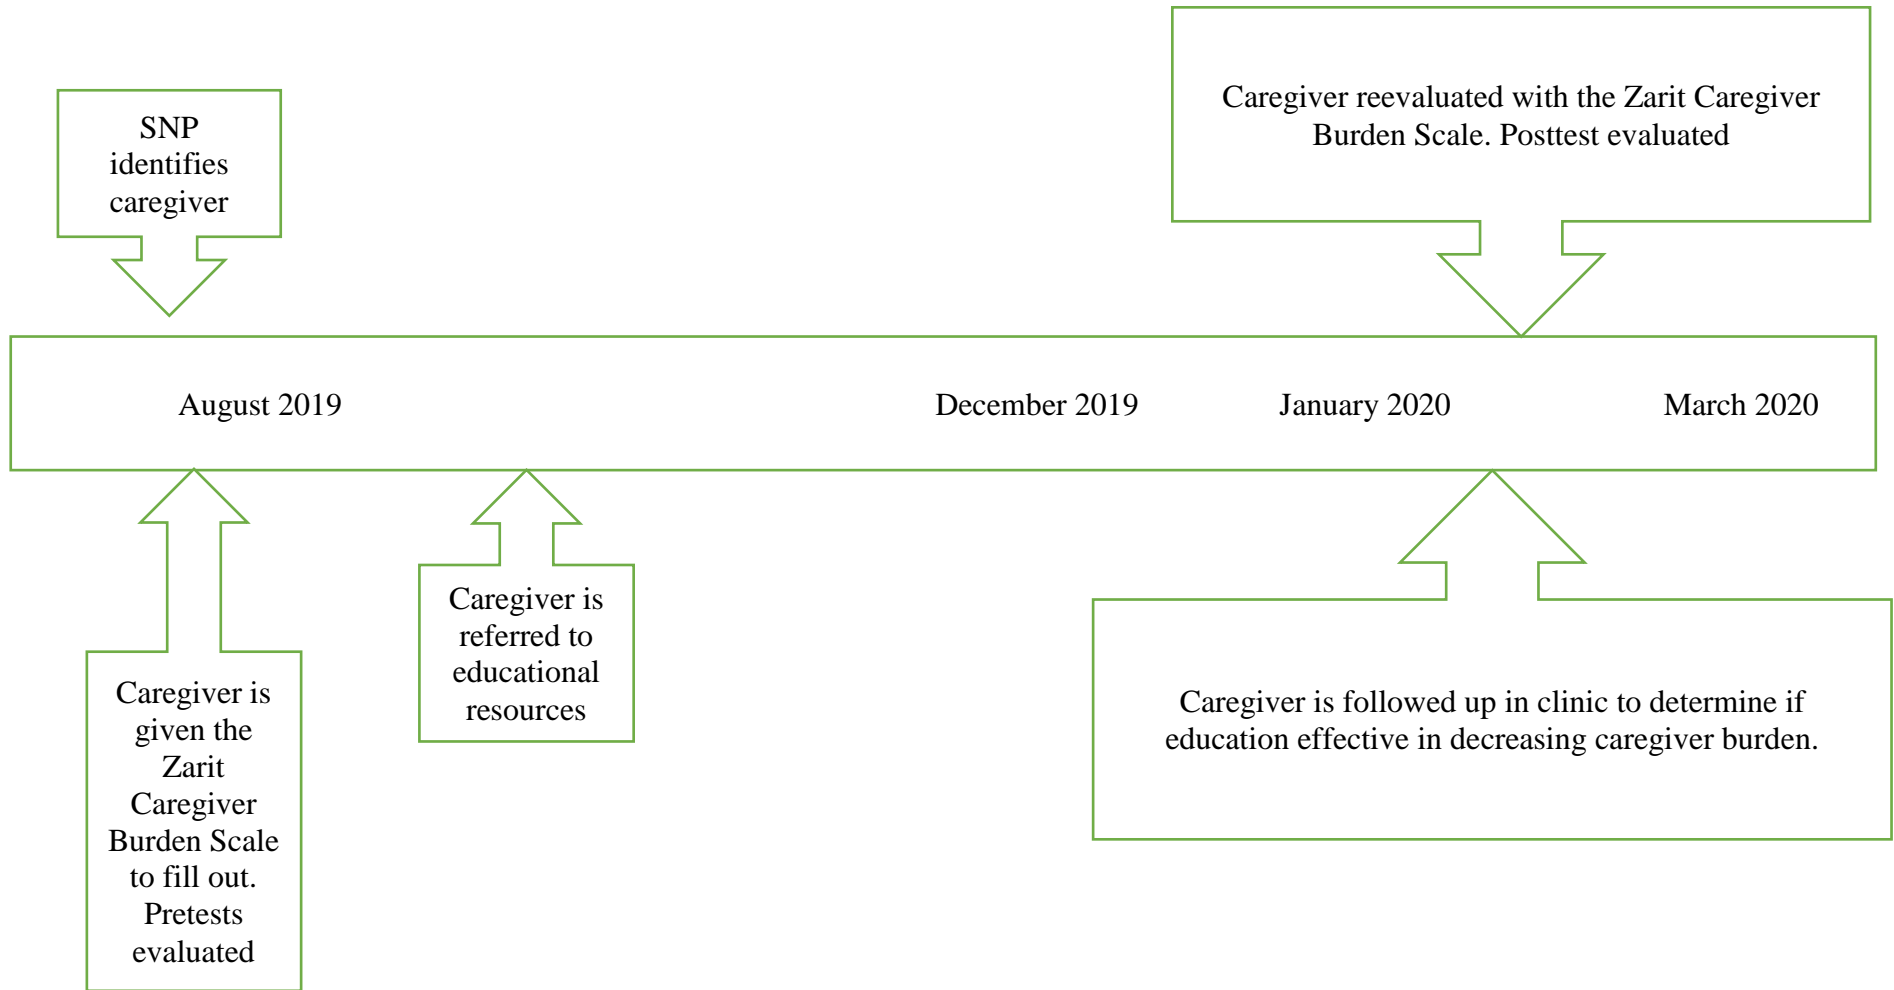 SNP
identifies
caregiver
Caregiver reevaluated with the Zarit Caregiver
Burden Scale. Posttest evaluated
August 2019
December 2019
January 2020
March 2020
Caregiver is
given the
Zarit
Caregiver
Burden Scale
to fill out.
Pretests
evaluated
Caregiver is
referred to
educational
resources
Caregiver is followed up in clinic to determine if
education effective in decreasing caregiver burden.